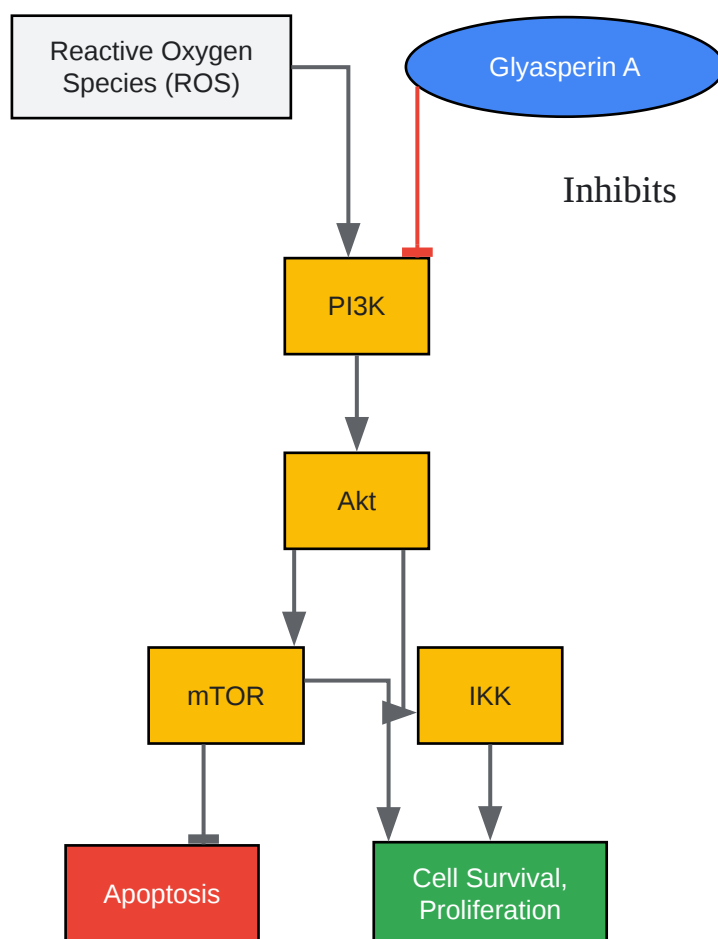 Reactive Oxygen
Species (ROS)
Glyasperin A
Inhibits
PI3K
Akt
mTOR
IKK
Apoptosis
Cell Survival,
Proliferation